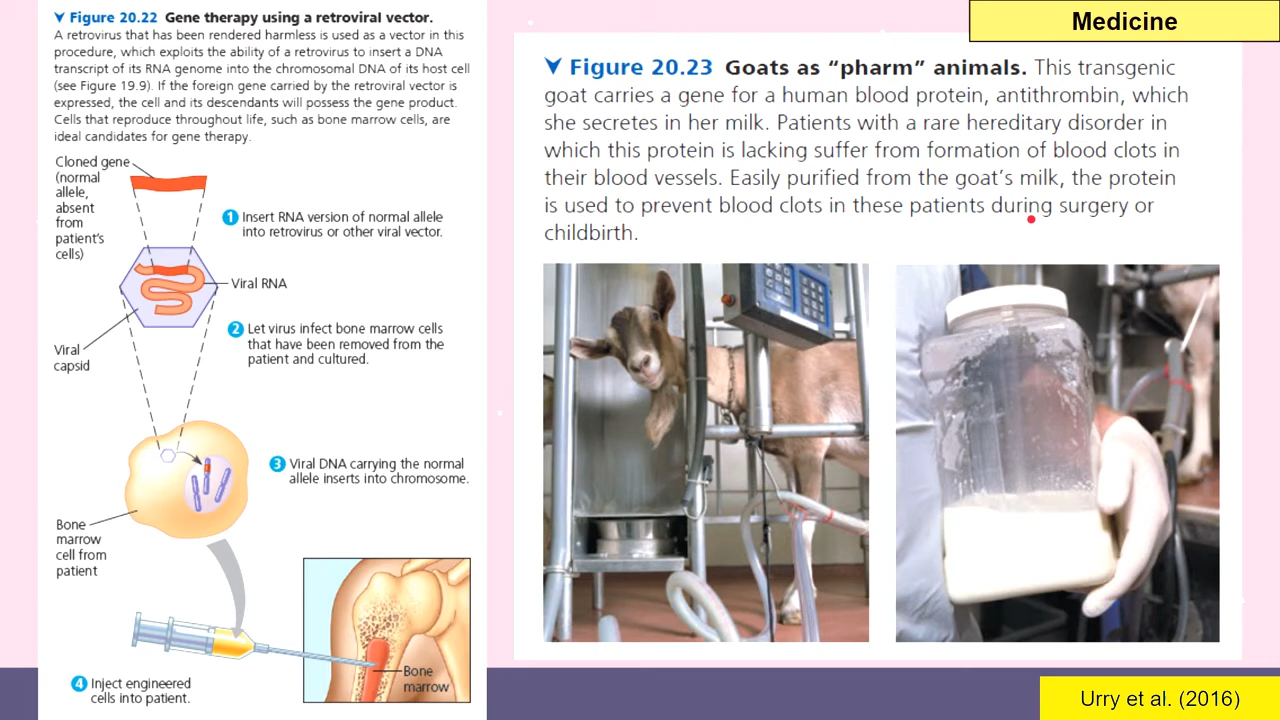 ▼ Figure 20.22 Gene therapy using a retroviral vector.
A retrovirus that has been rendered harmless is used as a vector in this
procedure, which exploits the ability of a retrovirus to insert a DNA
transcript of its RNA genome into the chromosomal DNA of its host cell
(see Figure 19.9). If the foreign gene carried by the retroviral vector is
expressed, the cell and its descendants will possess the gene product.
Cells that reproduce throughout life, such as bone marrow cells, are
ideal candidates for gene therapy.
Cloned gene
(normal
allele,
absent
from
patient's
cells)
1 Insert RNA version of normal allele
into retrovirus or other viral vector.
Viral RNA
2 Let virus infect bone marrow cells
that have been removed from the
patient and cultured.
Viral
capsid
3 Viral DNA carrying the normal
allele inserts into chromosome.
Bone
marrow
cell from
patient
Bone
marrow
4 Inject engineered
cells into patient.
Medicine
▼ Figure 20.23 Goats as “pharm” animals. This transgenic
goat carries a gene for a human blood protein, antithrombin, which
she secretes in her milk. Patients with a rare hereditary disorder in
which this protein is lacking suffer from formation of blood clots in
their blood vessels. Easily purified from the goat’s milk, the protein
is used to prevent blood clots in these patients during surgery or
childbirth.
Urry et al. (2016)